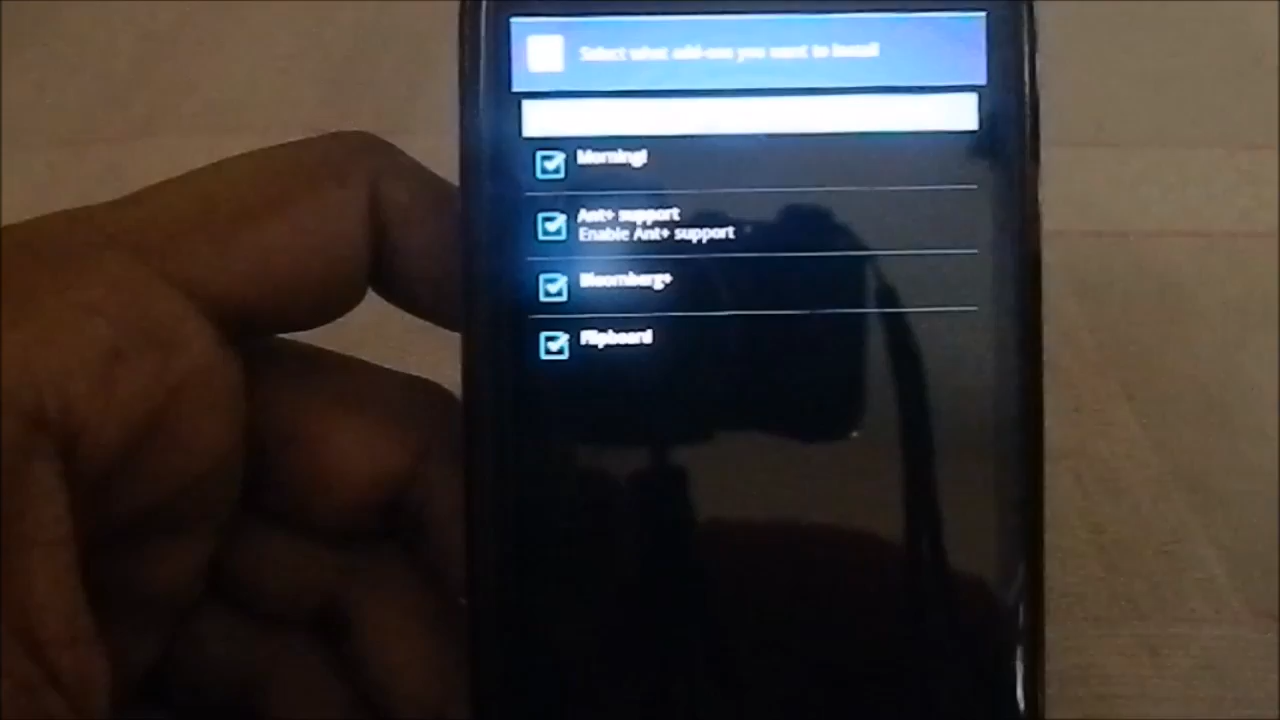 Select what add-ons you want to install
Morning!
Ant+ support
Enable Ant+ support
Bloomberg+
Flipboard